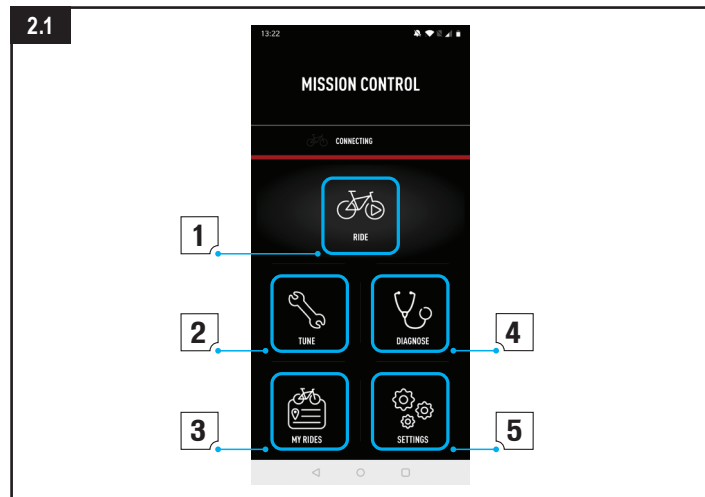 2.1
13:22
MISSION CONTROL
CONNECTING
1
RIDE
2
TUNE
DIAGNOSE
4
3
MY RIDES
SETTINGS
5